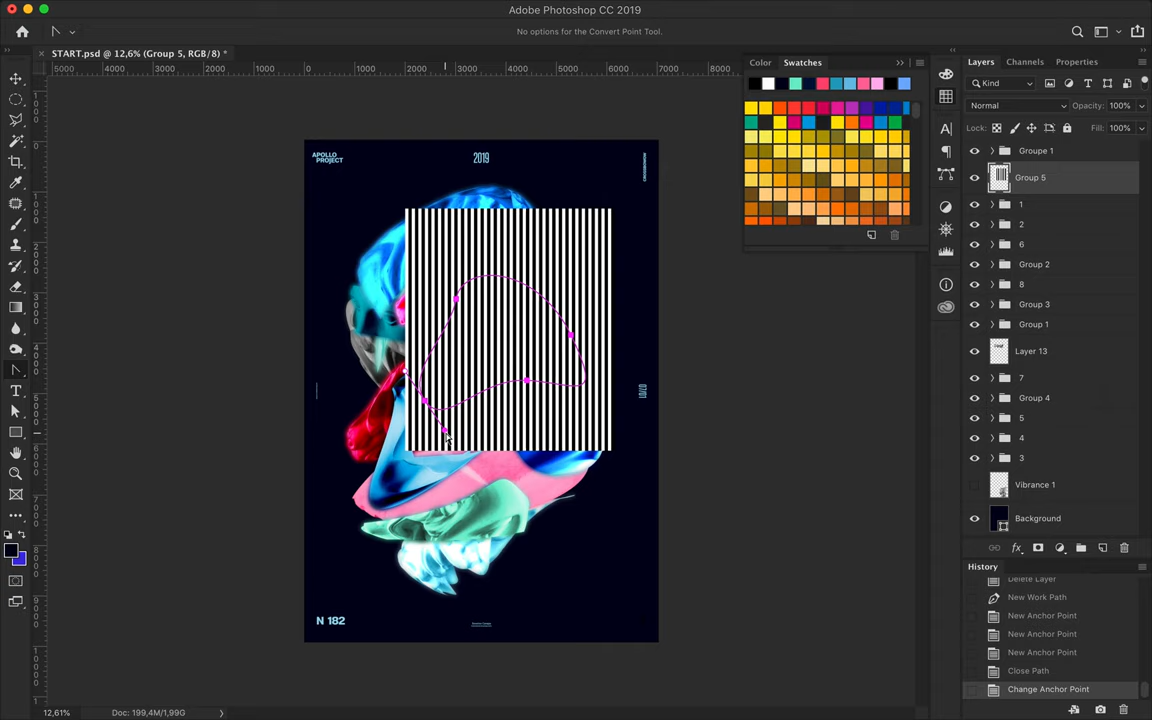 Adobe Photoshop CC 2019
No options for the Convert Point Tool.
START.psd @ 12,6% (Group 5, RGB/8) *
5000 4000 3000 2000 1000 0 1000 2000 3000 4000 5000 6000 7000 8000
Color Swatches
Layers Channels Properties
Kind
Normal Opacity: 100%
Lock: Fill: 100%
Groupe 1
Group 5
1
2
6
Group 2
8
Group 3
Group 1
Layer 13
7
Group 4
5
4
3
Vibrance 1
Background
fx
History
Delete Layer
New Work Path
New Anchor Point
New Anchor Point
New Anchor Point
Close Path
Change Anchor Point
APOLLO
PROJECT
2019
07/01
N 182
12,61% Doc: 199,4M/1,99G